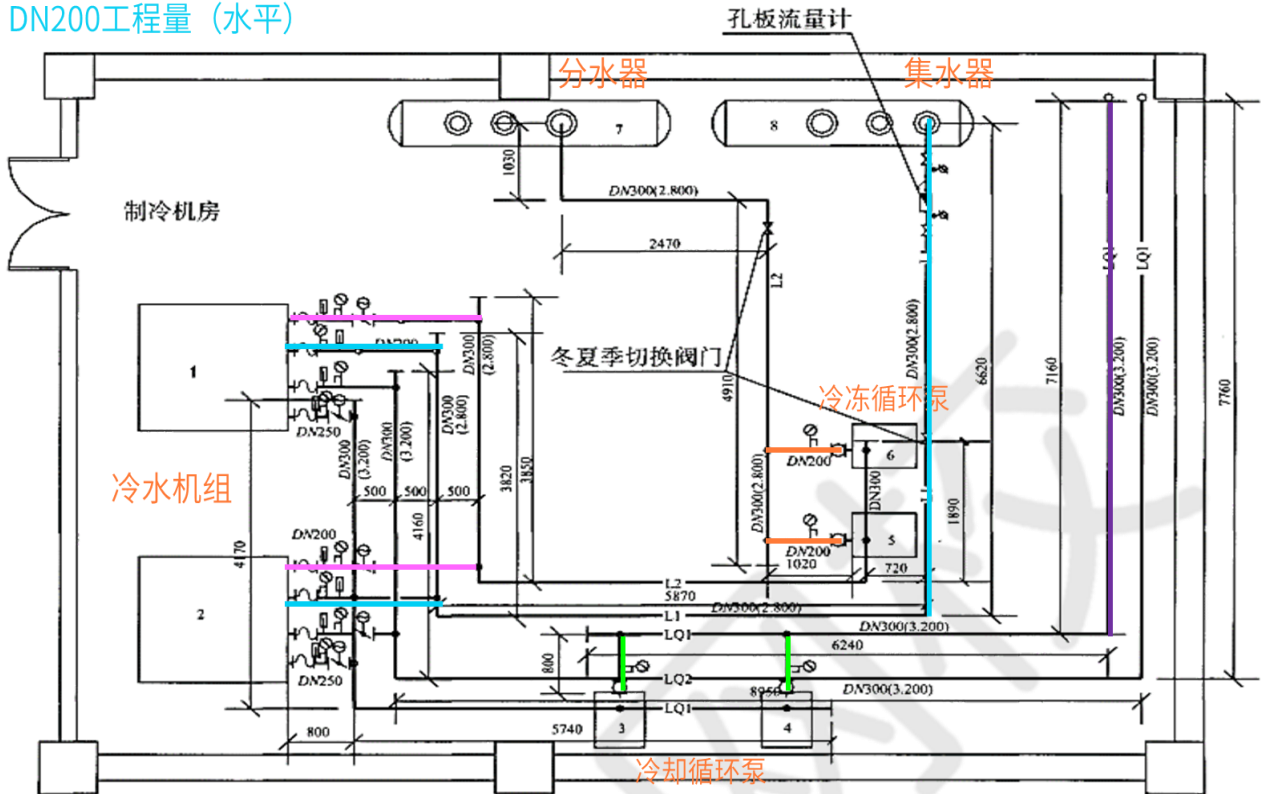 DN200工程量（水平）
孔板流量计
分水器
集水器
7
8
1030
DN300(2.800)
制冷机房
2470
L2
LQ1
LQ1
DN200
1
DN300
(2.800)
冬夏季切换阀门
DN300(2.800)
6620
7160
DN300(3.200)
DN300(3.200)
7760
4910
冷冻循环泵
DN250
DN300
(3.200)
DN300
(3.200)
DN300
(2.800)
DN200
6
冷水机组
500
500
500
3820
3850
DN300(2.800)
DN300
1890
4160
4170
DN200
DN200
5
1020
720
L2
5870
2
DN300(2.800)
L1
DN300(3.200)
LQ1
6240
800
DN250
LQ2
8950
DN300(3.200)
LQ1
800
5740
3
4
冷却循环泵